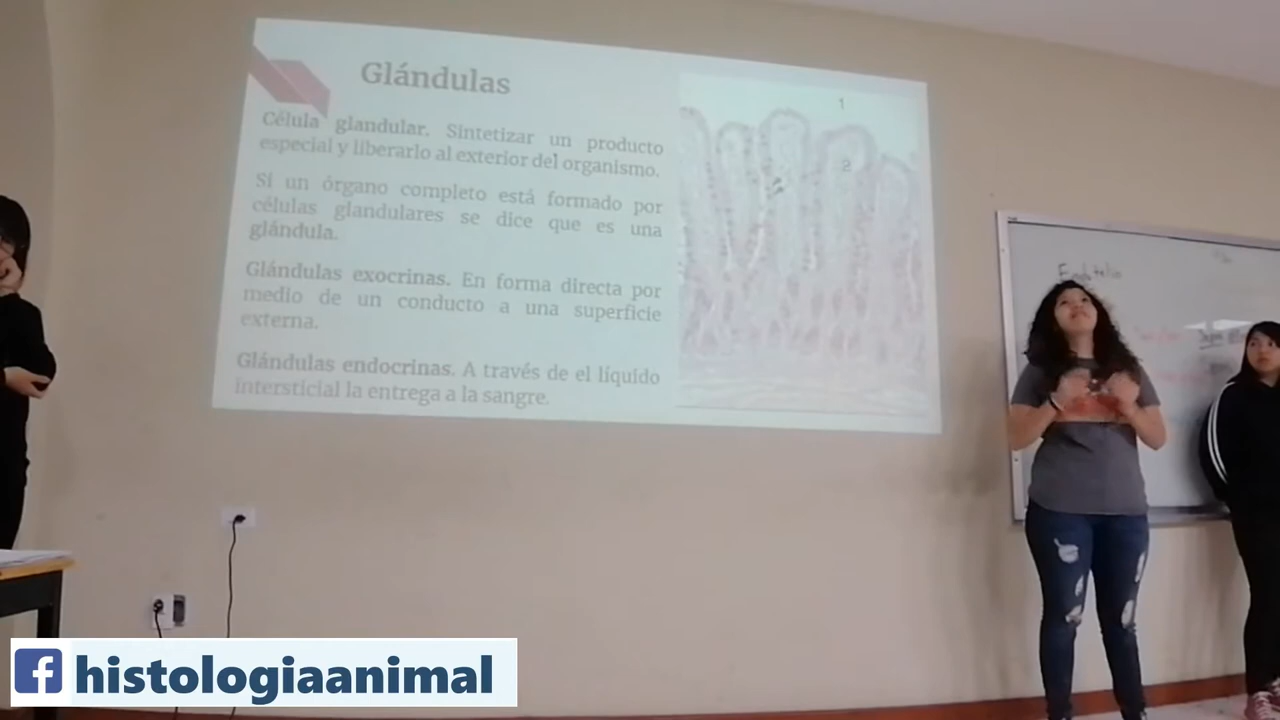 Glándulas
Célula glandular. Sintetizar un producto
especial y liberarlo al exterior del organismo.
Si un órgano completo está formado por
células glandulares se dice que es una
glándula.
Glándulas exocrinas. En forma directa por
medio de un conducto a una superficie
externa.
Glándulas endocrinas. A través de el líquido
intersticial la entrega a la sangre.
1
2
Endotelio
histologiaanimal